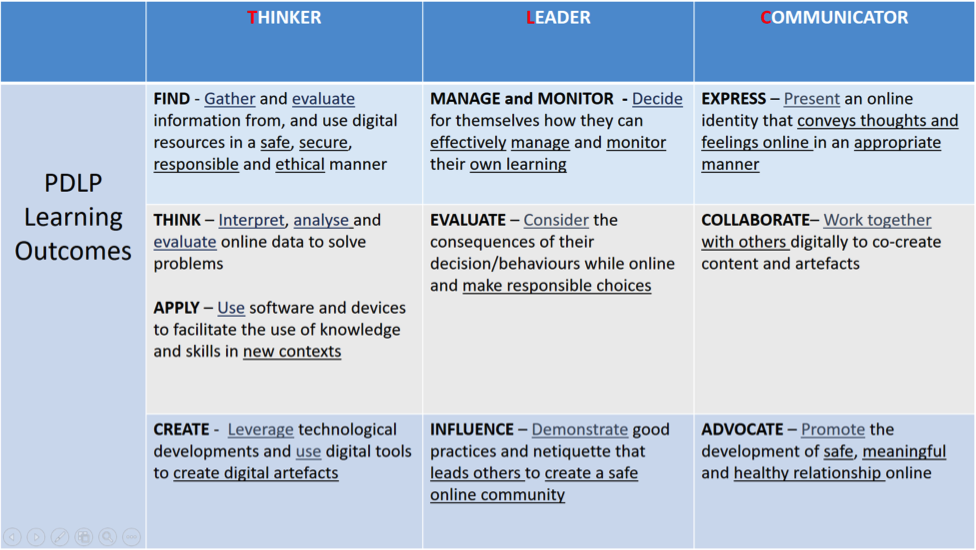 THINKER
LEADER
COMMUNICATOR
PDLP
Learning
Outcomes
FIND - Gather and evaluate
information from, and use digital
resources in a safe, secure,
responsible and ethical manner
MANAGE and MONITOR - Decide
for themselves how they can
effectively manage and monitor
their own learning
EXPRESS – Present an online
identity that conveys thoughts and
feelings online in an appropriate
manner
THINK – Interpret, analyse and
evaluate online data to solve
problems
APPLY – Use software and devices
to facilitate the use of knowledge
and skills in new contexts
EVALUATE – Consider the
consequences of their
decision/behaviours while online
and make responsible choices
COLLABORATE– Work together
with others digitally to co-create
content and artefacts
CREATE - Leverage technological
developments and use digital tools
to create digital artefacts
INFLUENCE – Demonstrate good
practices and netiquette that
leads others to create a safe
online community
ADVOCATE – Promote the
development of safe, meaningful
and healthy relationship online